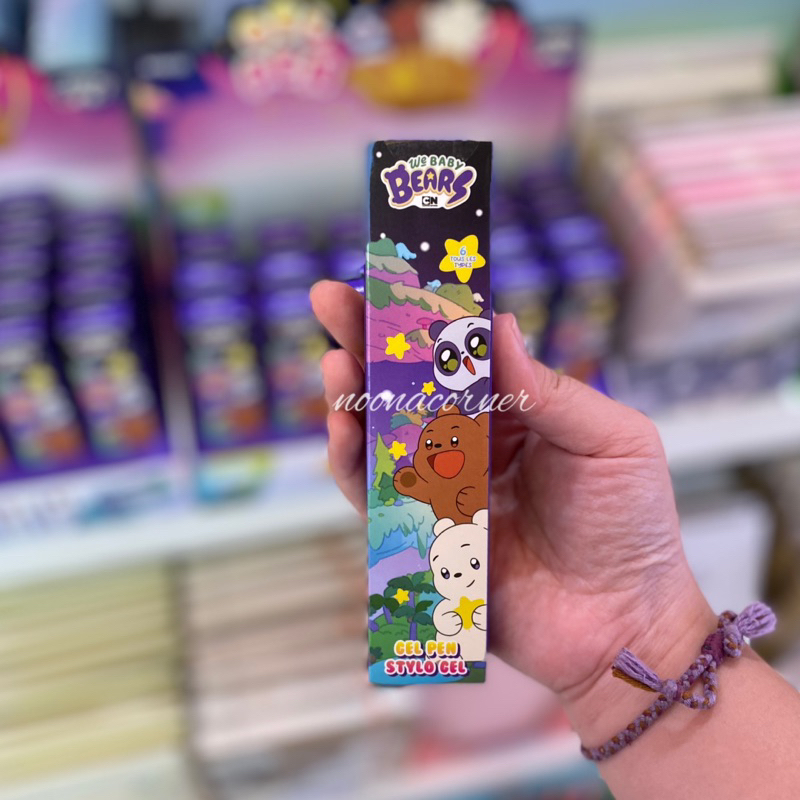 We BABY
BEARS
CN
6
TOUS LES
TYPES
noonacorner
GEL PEN
STYLO GEL